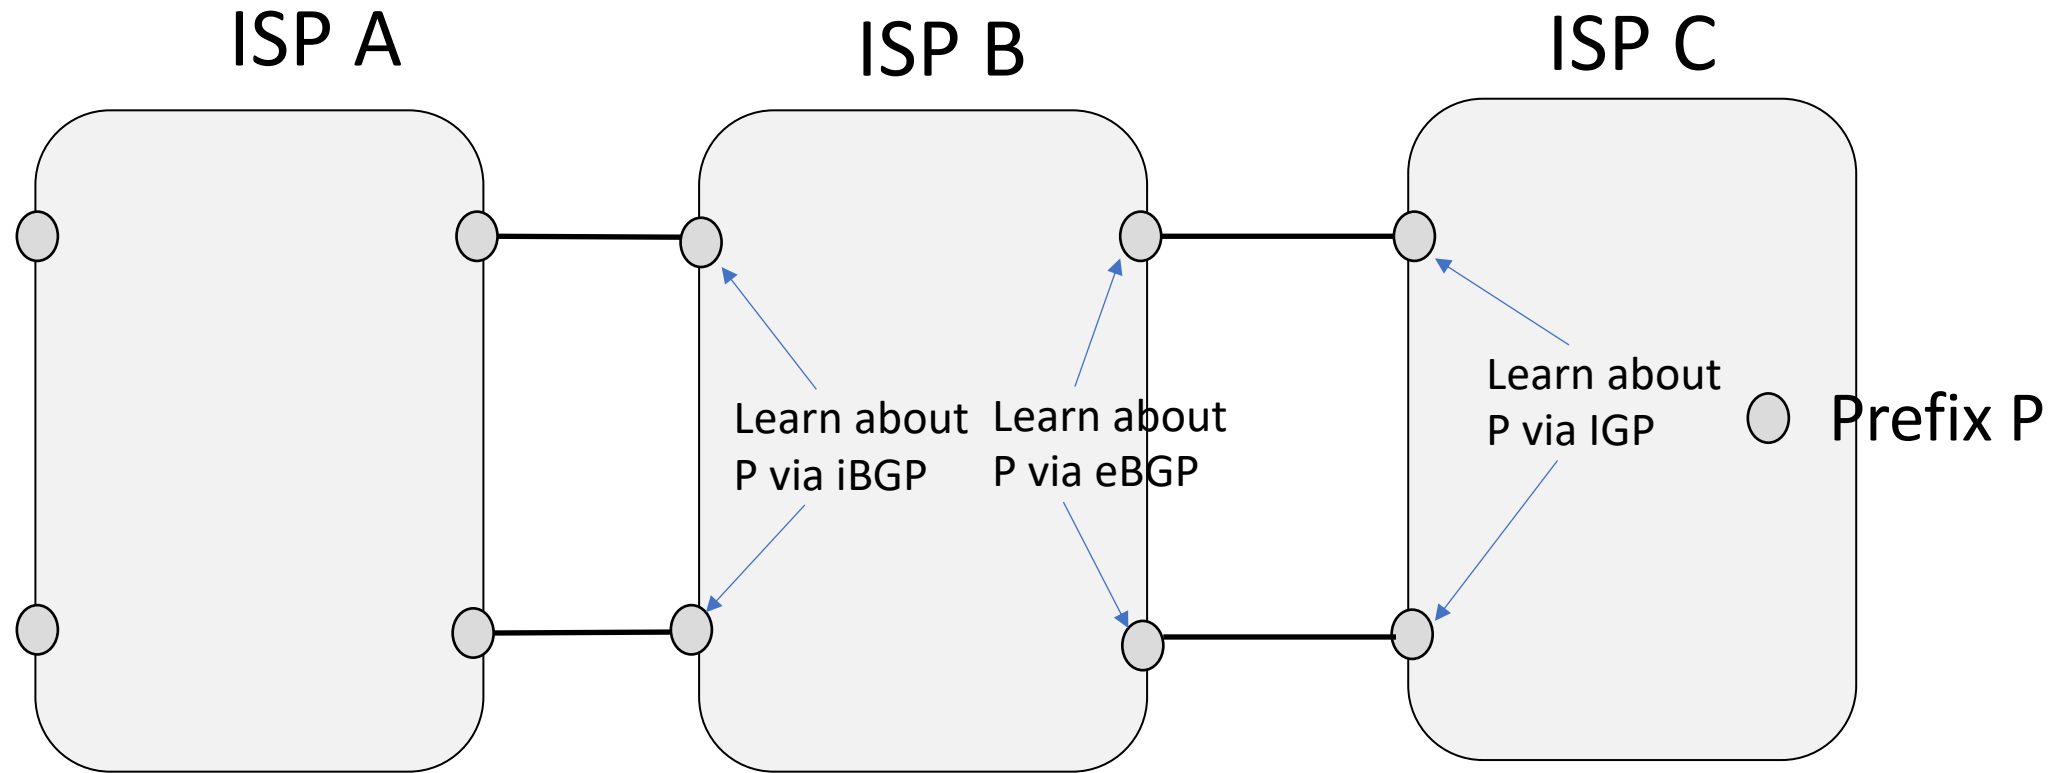 ISP A
ISP B
ISP C
Learn about
P via iBGP
Learn about
P via eBGP
Learn about
P via IGP
Prefix P